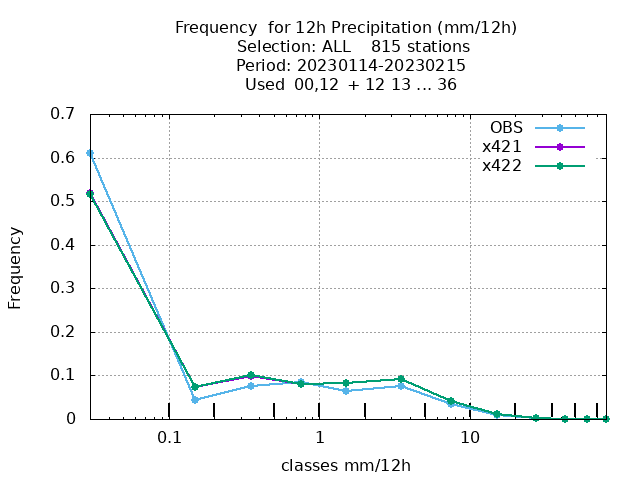 Frequency  for 12h Precipitation (mm/12h)
Selection: ALL    815 stations
Period: 20230114-20230215
Used  00,12  + 12 13 ... 36
0.7
0.6
0.5
0.4
0.3
0.2
0.1
0
Frequency
OBS
x421
x422
0.1
1
10
classes mm/12h